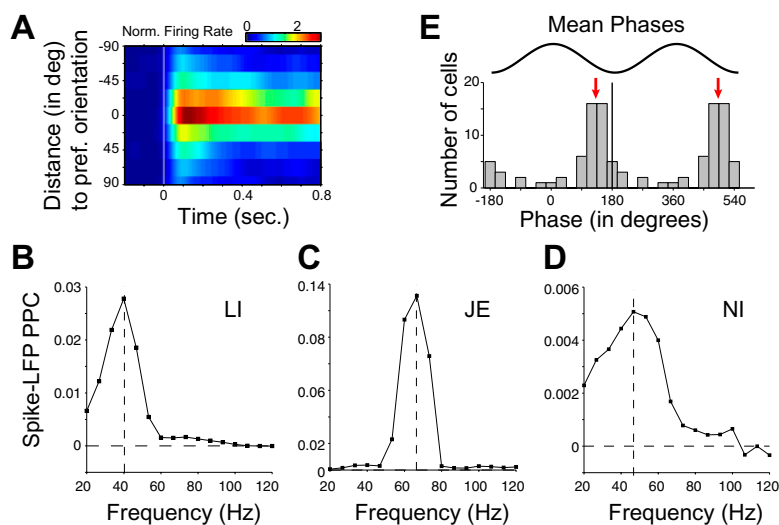 A
Norm. Firing Rate
0 2
Distance (in deg)
to pref. orientation
-90
-45
0
45
90
0 0.4 0.8
Time (sec.)
E
Mean Phases
Number of cells
20
10
0
-180 0 180 360 540
Phase (in degrees)
B
LI
Spike-LFP PPC
0.03
0.02
0.01
0
20 40 60 80 100 120
Frequency (Hz)
C
JE
0.14
0.08
0.06
0.04
0.02
0
20 40 60 80 100 120
Frequency (Hz)
D
NI
0.006
0.004
0.002
0
20 40 60 80 100 120
Frequency (Hz)